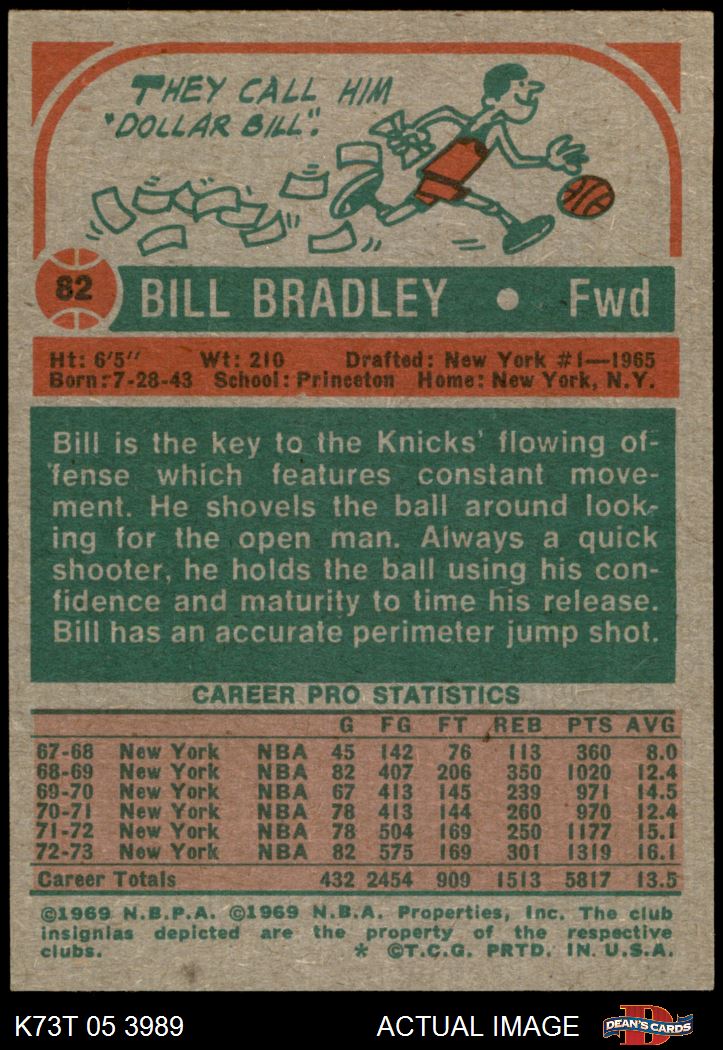 THEY CALL HIM
"DOLLAR BILL".
82 BILL BRADLEY • Fwd
Ht: 6'5" Wt: 210 Drafted: New York #1—1965
Born: 7-28-43 School: Princeton Home: New York, N.Y.
Bill is the key to the Knicks' flowing of-
fense which features constant move-
ment. He shovels the ball around look-
ing for the open man. Always a quick
shooter, he holds the ball using his con-
fidence and maturity to time his release.
Bill has an accurate perimeter jump shot.
CAREER PRO STATISTICS
G FG FT REB PTS AVG
67-68 New York NBA 45 142 76 113 360 8.0
68-69 New York NBA 82 407 206 350 1020 12.4
69-70 New York NBA 67 413 145 239 971 14.5
70-71 New York NBA 78 413 144 260 970 12.4
71-72 New York NBA 78 504 169 250 1177 15.1
72-73 New York NBA 82 575 169 301 1319 16.1
Career Totals 432 2454 909 1513 5817 13.5
©1969 N.B.P.A. ©1969 N.B.A. Properties, Inc. The club
insignias depicted are the property of the respective
clubs. * ©T.C.G. PRTD. IN U.S.A.
K73T 05 3989 ACTUAL IMAGE DEAN'S CARDS